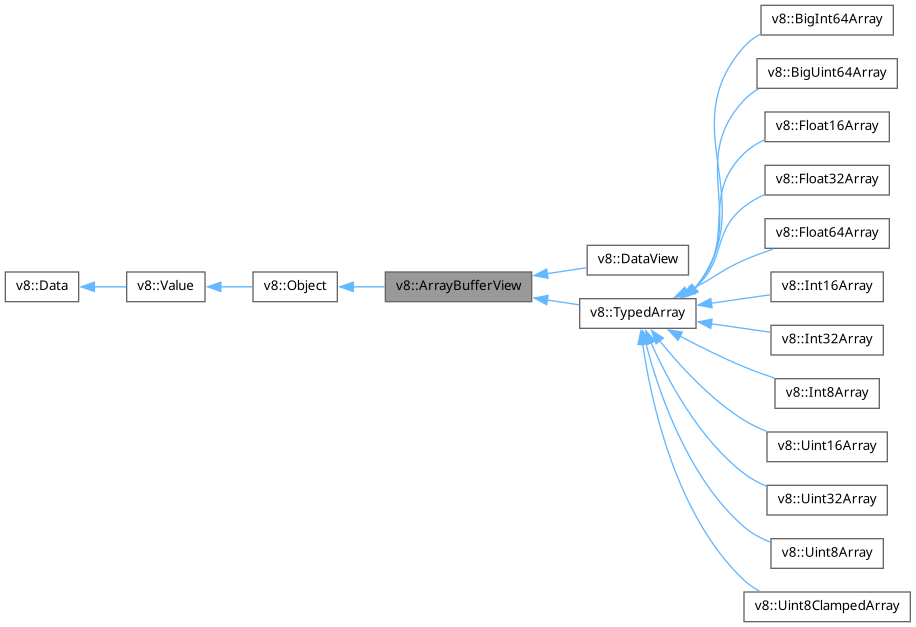 v8::Data
v8::Value
v8::Object
v8::ArrayBufferView
v8::DataView
v8::TypedArray
v8::BigInt64Array
v8::BigUint64Array
v8::Float16Array
v8::Float32Array
v8::Float64Array
v8::Int16Array
v8::Int32Array
v8::Int8Array
v8::Uint16Array
v8::Uint32Array
v8::Uint8Array
v8::Uint8ClampedArray